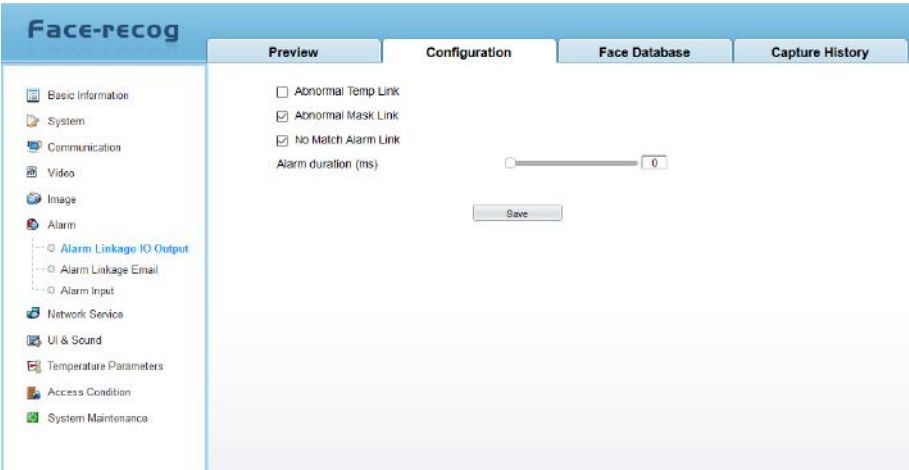 Face-recog
Preview
Configuration
Face Database
Capture History
Basic Information
System
Communication
Video
Image
Alarm
Alarm Linkage IO Output
Alarm Linkage Email
Alarm Input
Network Service
UI & Sound
Temperature Parameters
Access Condition
System Maintenance
Abnormal Temp Link
Abnormal Mask Link
No Match Alarm Link
Alarm duration (ms)
0
Save